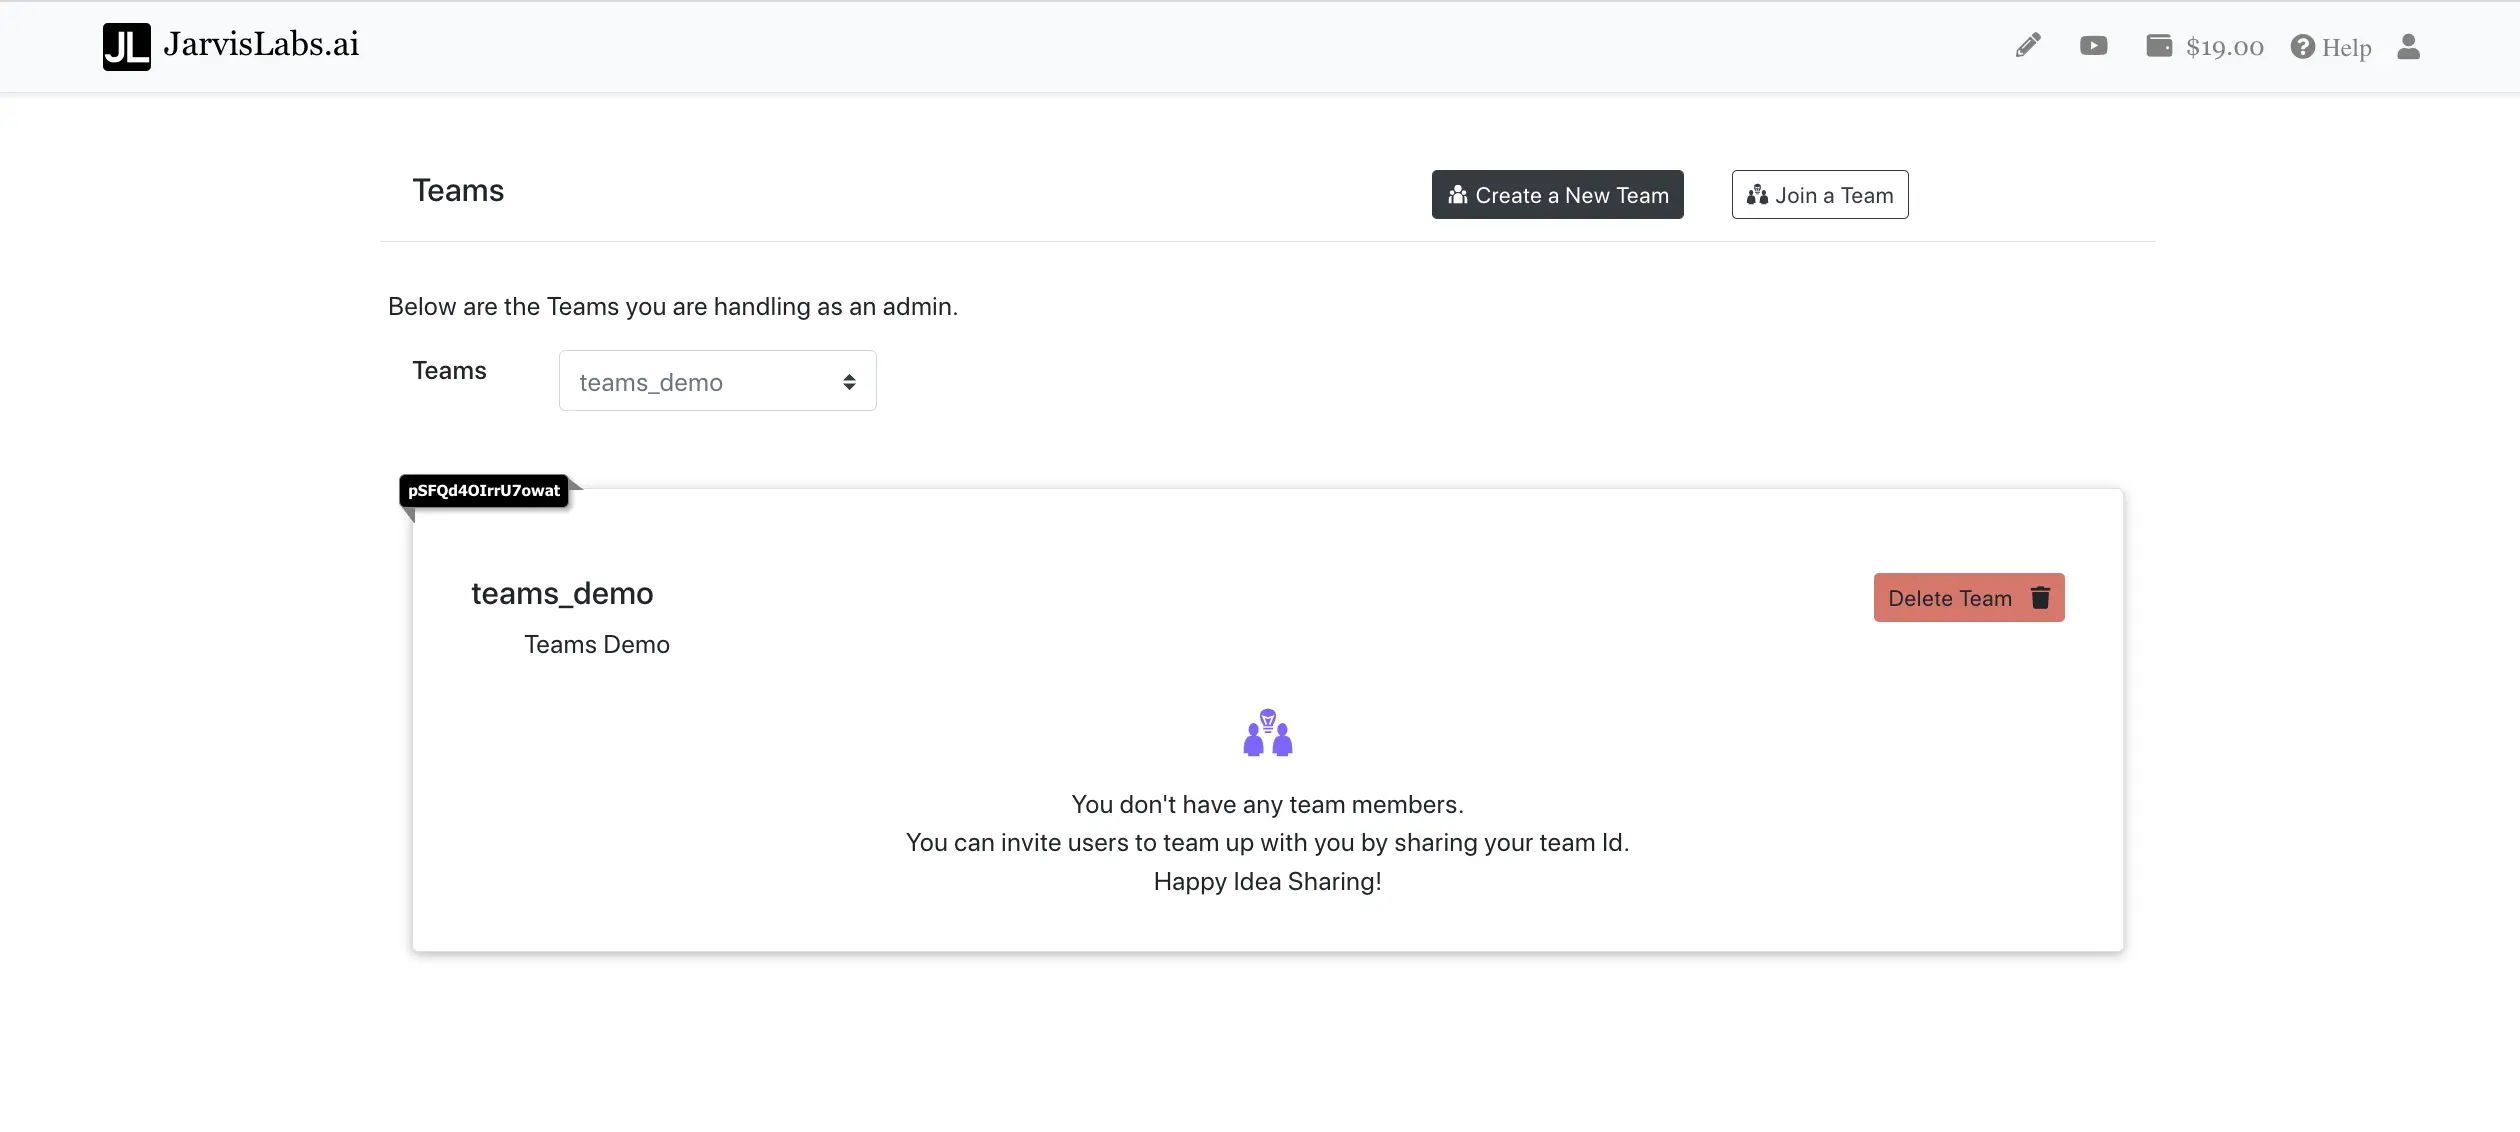 JL JarvisLabs.ai
$19.00 Help
Teams
Create a New Team
Join a Team
Below are the Teams you are handling as an admin.
Teams
teams_demo
pSFQd4OIrrU7owat
teams_demo
Delete Team
Teams Demo
You don't have any team members.
You can invite users to team up with you by sharing your team Id.
Happy Idea Sharing!